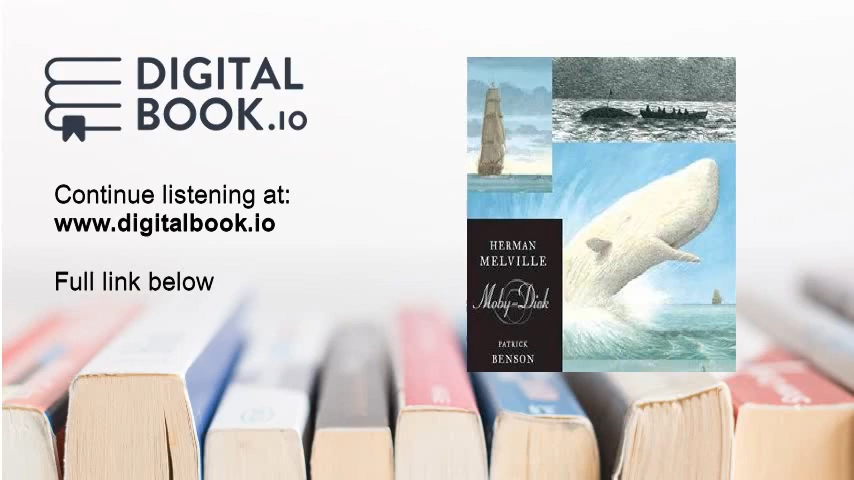 DIGITAL
BOOK.IO
Continue listening at:
www.digitalbook.io
Full link below
HERMAN
MELVILLE
Moby-Dick
PATRICK
BENSON